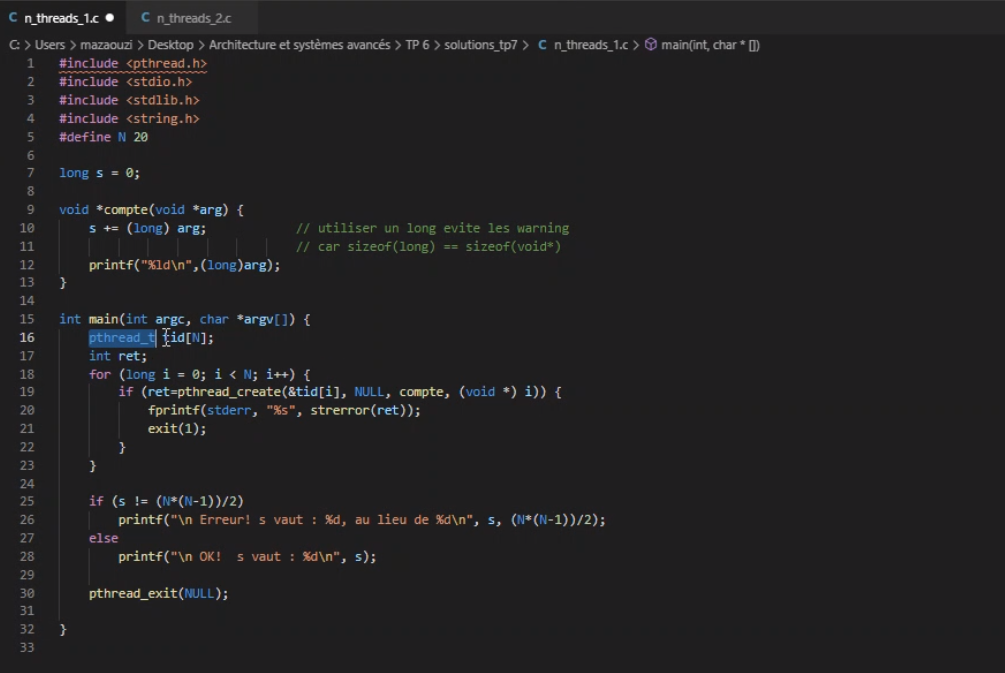 C n_threads_1.c ● C n_threads_2.c
C: > Users > mazaouzi > Desktop > Architecture et systèmes avancés > TP 6 > solutions_tp7 > C n_threads_1.c > main(int, char * [])
1 #include <pthread.h>
2 #include <stdio.h>
3 #include <stdlib.h>
4 #include <string.h>
5 #define N 20
6
7 long s = 0;
8
9 void *compte(void *arg) {
10     s += (long) arg;            // utiliser un long evite les warning
11                                 // car sizeof(long) == sizeof(void*)
12     printf("%ld\n",(long)arg);
13 }
14
15 int main(int argc, char *argv[]) {
16     pthread_t tid[N];
17     int ret;
18     for (long i = 0; i < N; i++) {
19         if (ret=pthread_create(&tid[i], NULL, compte, (void *) i)) {
20             fprintf(stderr, "%s", strerror(ret));
21             exit(1);
22         }
23     }
24
25     if (s != (N*(N-1))/2)
26         printf("\n Erreur! s vaut : %d, au lieu de %d\n", s, (N*(N-1))/2);
27     else
28         printf("\n OK!  s vaut : %d\n", s);
29
30     pthread_exit(NULL);
31
32 }
33